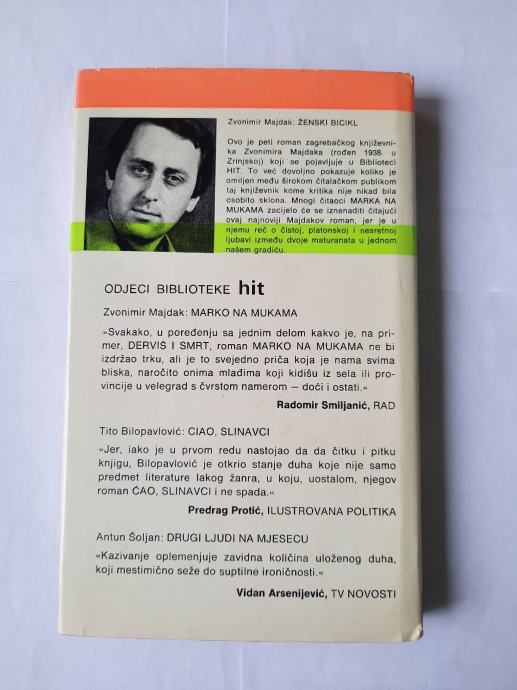 Zvonimir Majdak: ŽENSKI BICIKL
Ovo je peti roman zagrebačkog književni-
ka Zvonimira Majdaka (rođen 1938. u
Zrinjskoj) koji se pojavljuje u Biblioteci
HIT. To već dovoljno pokazuje koliko je
omiljen među širokom čitalačkom publikom
taj književnik kome kritika nije nikad bila
osobito sklona. Mnogi čitaoci MARKA NA
MUKAMA zacijelo će se iznenaditi čitajući
ovaj najnoviji Majdakov roman, jer je u
njemu reč o čistoj, platonskoj i nesretnoj
ljubavi između dvoje maturanata u jednom
našem gradiću.
ODJECI BIBLIOTEKE hit
Zvonimir Majdak: MARKO NA MUKAMA
»Svakako, u poređenju sa jednim delom kakvo je, na pri-
mer, DERVIŠ I SMRT, roman MARKO NA MUKAMA ne bi
izdržao trku, ali je to svejedno priča koja je nama svima
bliska, naročito onima mlađima koji kidišu iz sela ili pro-
vincije u velegrad s čvrstom namerom — doći i ostati.«
Radomir Smiljanić, RAD
Tito Bilopavlović: CIAO, SLINAVCI
»Jer, iako je u prvom redu nastojao da da čitku i pitku
knjigu, Bilopavlović je otkrio stanje duha koje nije samo
predmet literature lakog žanra, u koju, uostalom, njegov
roman ĆAO, SLINAVCI i ne spada.«
Predrag Protić, ILUSTROVANA POLITIKA
Antun Šoljan: DRUGI LJUDI NA MJESECU
»Kazivanje oplemenjuje zavidna količina uloženog duha,
koji mestimično seže do suptilne ironičnosti.«
Vidan Arsenijević, TV NOVOSTI